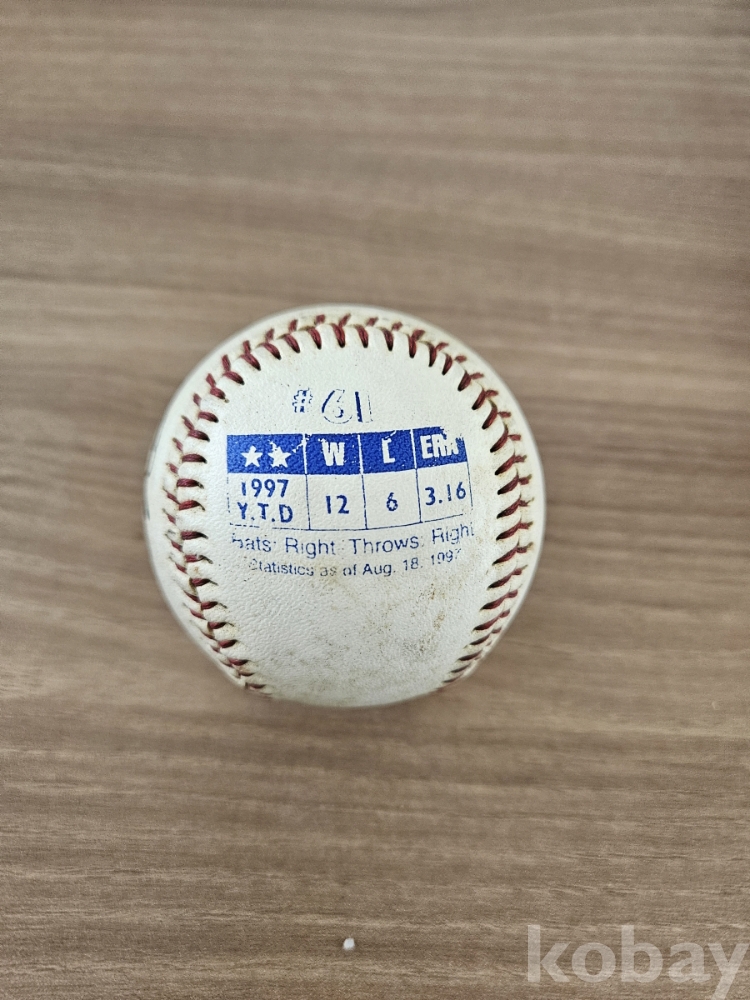 #61
★★ W L ERA
1997 Y.T.D 12 6 3.16
Bats: Right Throws: Right
Statistics as of Aug. 18, 1997
kobay